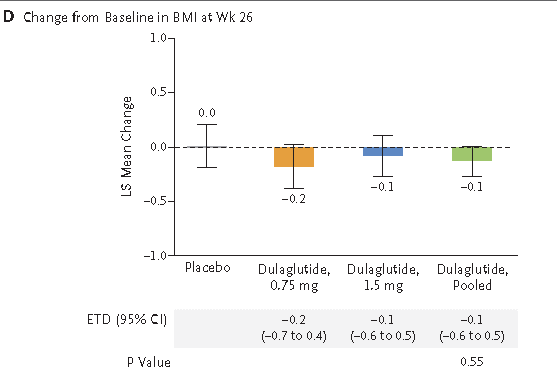 D Change from Baseline in BMI at Wk 26
LS Mean Change
1.0
0.5
0.0
−0.5
−1.0
0.0
−0.2
−0.1
−0.1
Placebo
Dulaglutide, 0.75 mg
Dulaglutide, 1.5 mg
Dulaglutide, Pooled
ETD (95% CI)
−0.2 (−0.7 to 0.4)
−0.1 (−0.6 to 0.5)
−0.1 (−0.6 to 0.5)
P Value
0.55